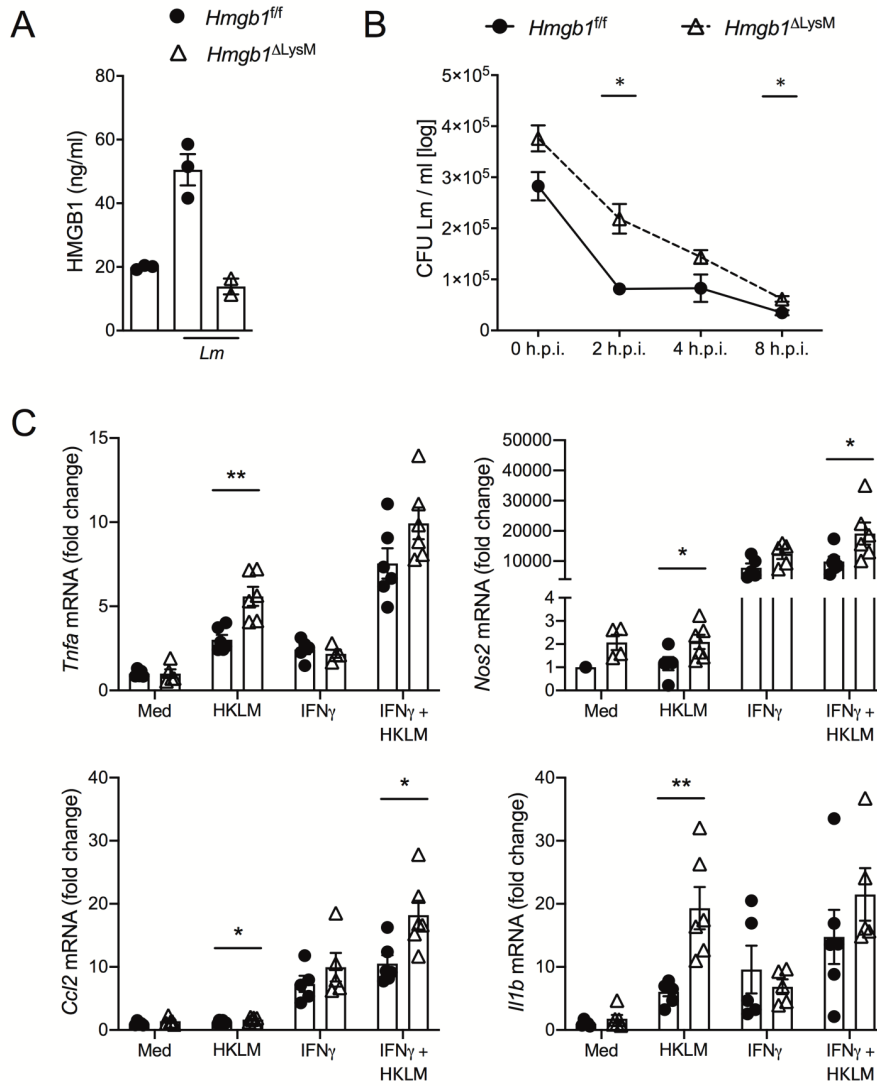 A
● Hmgb1f/f
△ Hmgb1ΔLysM
HMGB1 (ng/ml)
80
60
40
20
0
Lm
B
Hmgb1f/f
Hmgb1ΔLysM
CFU Lm / ml [log]
5×10⁵
4×10⁵
3×10⁵
2×10⁵
1×10⁵
0
* *
0 h.p.i. 2 h.p.i. 4 h.p.i. 8 h.p.i.
C
Tnfa mRNA (fold change)
15
10
5
0
**
Med HKLM IFNγ IFNγ +
HKLM
Nos2 mRNA (fold change)
50000
40000
30000
20000
10000
4
3
2
1
0
* *
Med HKLM IFNγ IFNγ +
HKLM
Ccl2 mRNA (fold change)
40
30
20
10
0
* *
Med HKLM IFNγ IFNγ +
HKLM
Il1b mRNA (fold change)
40
30
20
10
0
**
Med HKLM IFNγ IFNγ +
HKLM